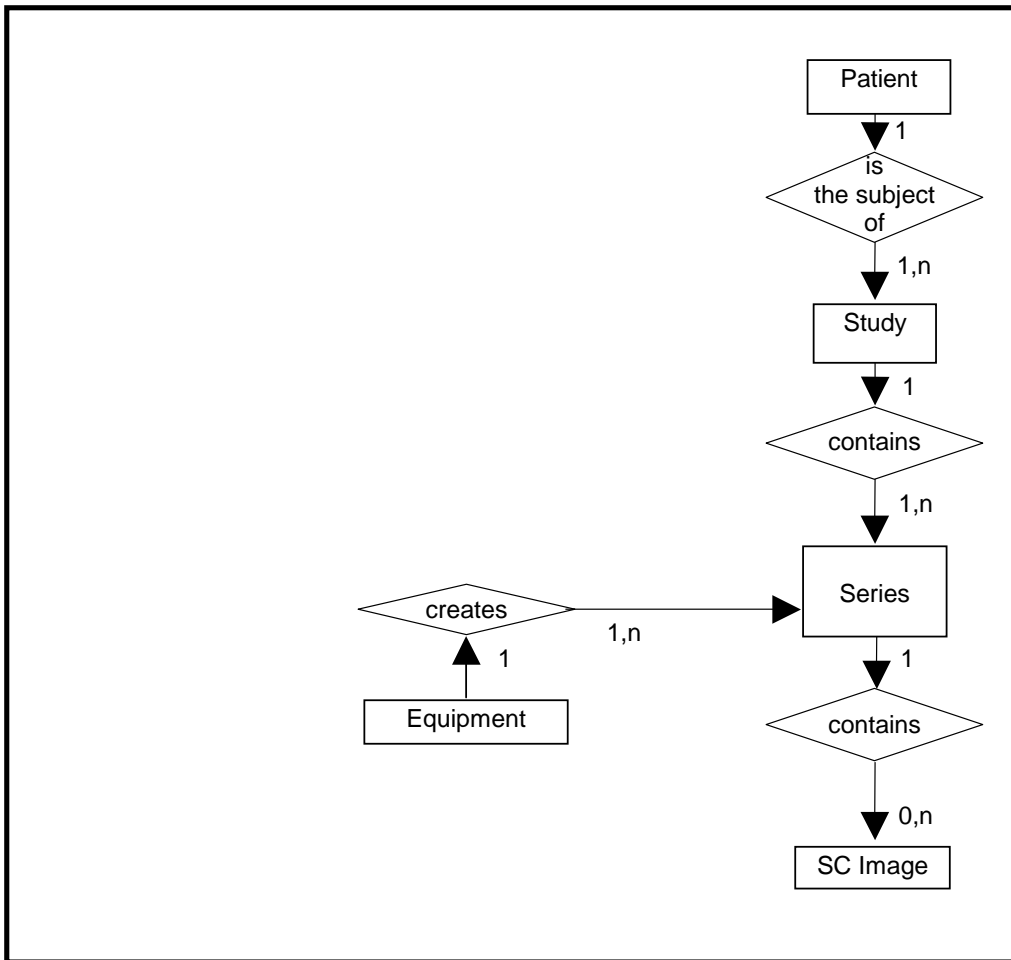 Patient
1
is
the subject
of
1,n
Study
1
contains
1,n
Series
creates
1,n
1
Equipment
1
contains
0,n
SC Image